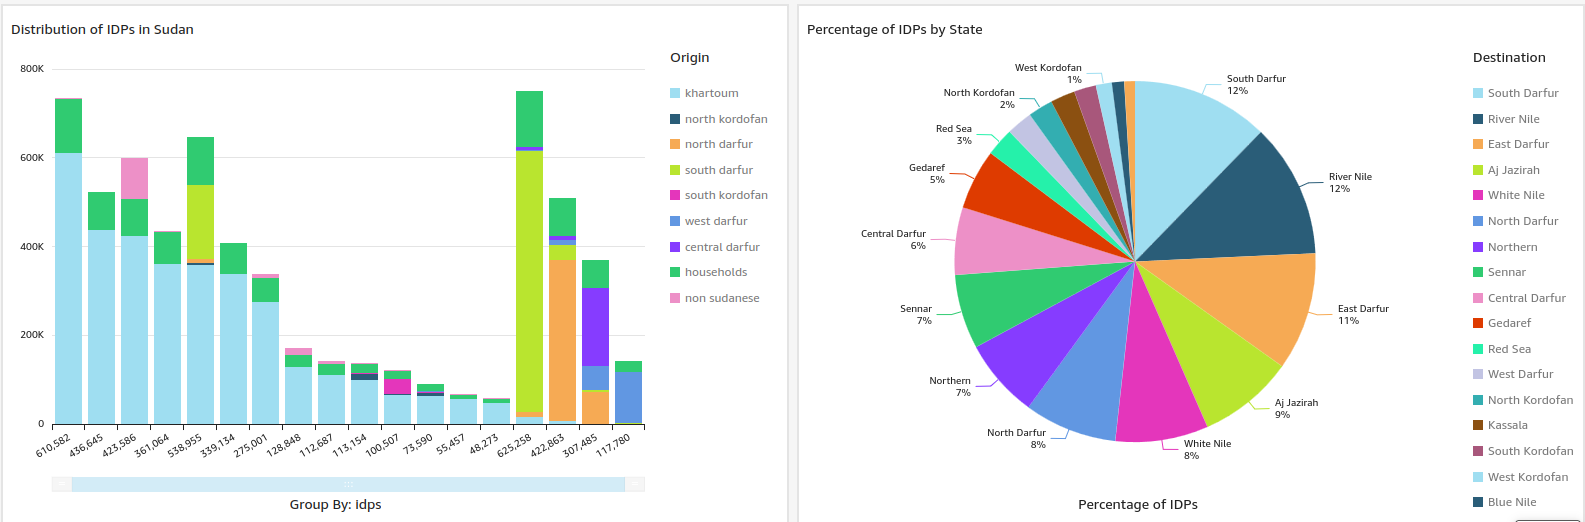 Distribution of IDPs in Sudan
800K
600K
400K
200K
0
610,582
436,645
423,586
361,064
538,955
339,134
275,001
128,848
112,687
113,154
100,507
73,590
55,457
48,273
625,258
422,863
307,485
117,780
Group By: idps
Origin
khartoum
north kordofan
north darfur
south darfur
south kordofan
west darfur
central darfur
households
non sudanese
Percentage of IDPs by State
West Kordofan
1%
South Darfur
12%
North Kordofan
2%
Red Sea
3%
Gedaref
5%
River Nile
12%
Central Darfur
6%
Sennar
7%
East Darfur
11%
Northern
7%
Aj Jazirah
9%
North Darfur
8%
White Nile
8%
Percentage of IDPs
Destination
South Darfur
River Nile
East Darfur
Aj Jazirah
White Nile
North Darfur
Northern
Sennar
Central Darfur
Gedaref
Red Sea
West Darfur
North Kordofan
Kassala
South Kordofan
West Kordofan
Blue Nile